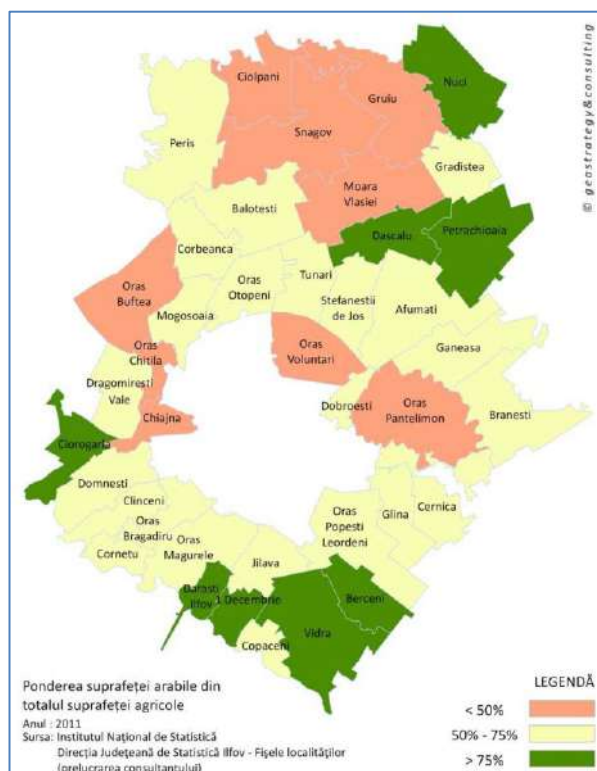 © geostrategy&consulting
Ciolpani
Gruiu
Nuci
Snagov
Peris
Gradistea
Moara
Vlasiei
Balotesti
Petrachioaia
Dascalu
Corbeanca
Oras
Otopeni
Tunari
Oras
Buftea
Stefanestii
de Jos
Afumati
Mogosoaia
Ganeasa
Oras
Chitila
Oras
Voluntari
Dragomiresti
Vale
Dobroesti
Oras
Pantelimon
Branesti
Chiajna
Ciorogarla
Domnesti
Clinceni
Oras
Bragadiru
Cornetu
Oras
Magurele
Jilava
Oras
Popesti
Leordeni
Glina
Cernica
Darasti
Ilfov
1 Decembrie
Berceni
Vidra
Copaceni
Ponderea suprafeței arabile din
totalul suprafeței agricole
Anul : 2011
Sursa: Institutul Național de Statistică
Direcția Județeană de Statistică Ilfov - Fișele localităților
(prelucrarea consultantului)
LEGENDĂ
< 50%
50% - 75%
> 75%